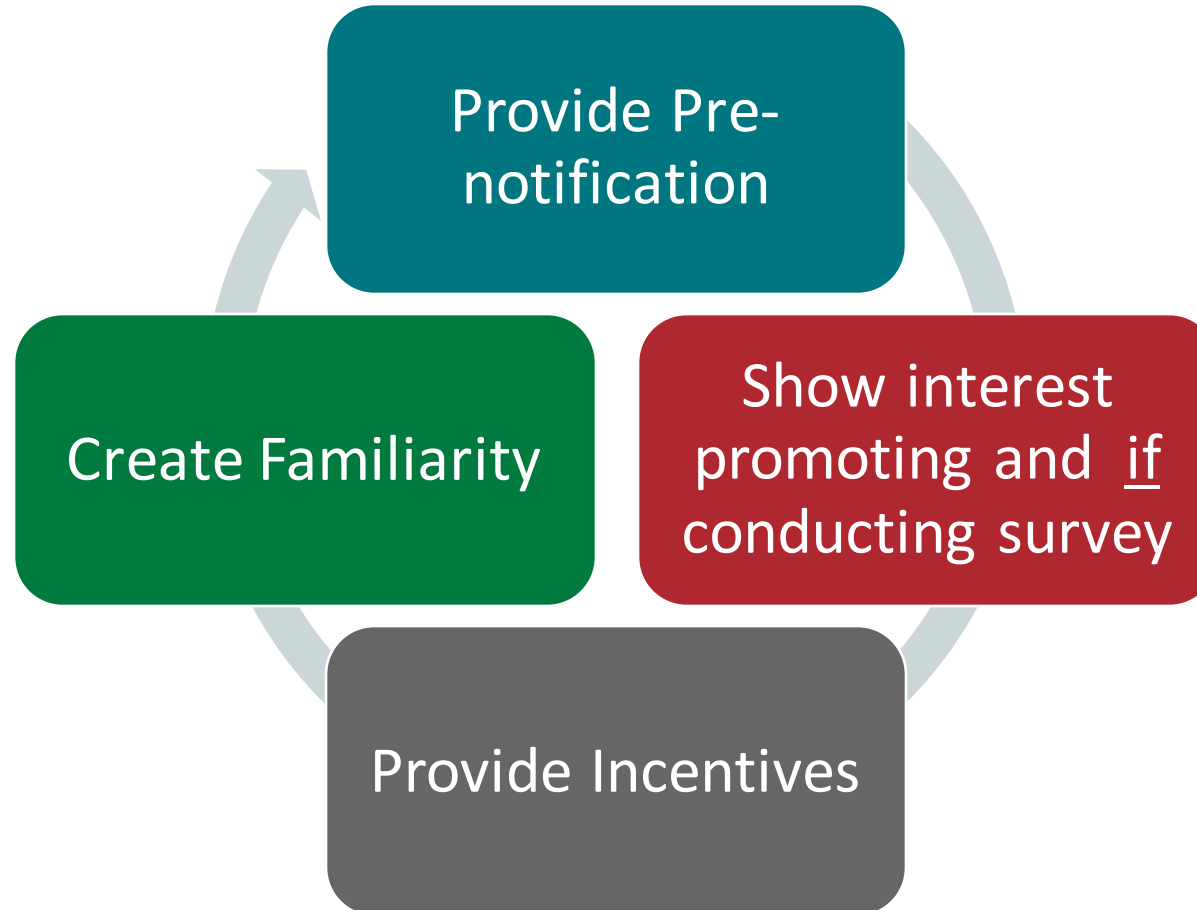 Provide Pre-
notification
Show interest
promoting and if
conducting survey
Provide Incentives
Create Familiarity